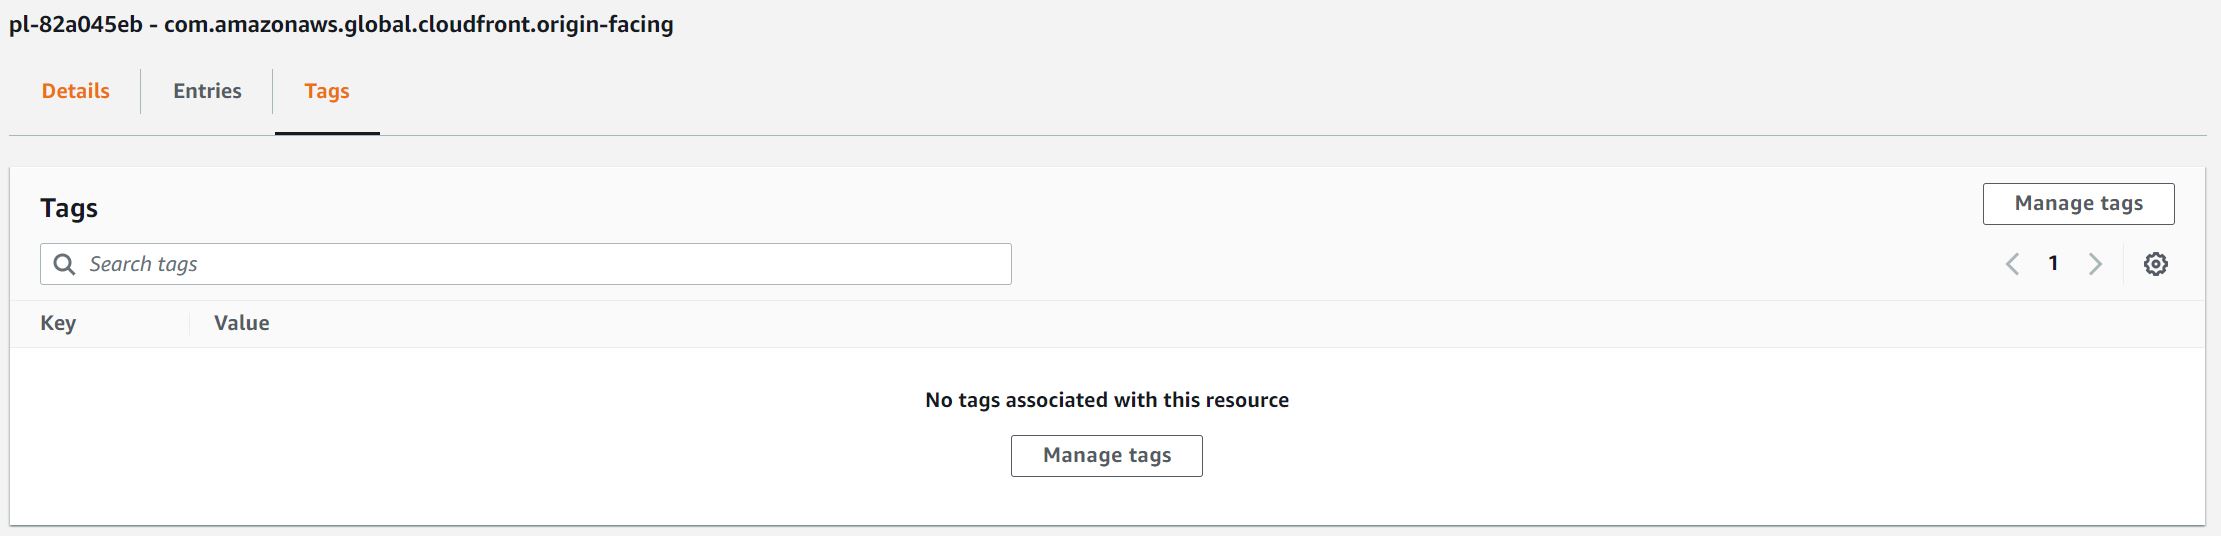 pl-82a045eb - com.amazonaws.global.cloudfront.origin-facing
Details Entries Tags
Tags
Manage tags
Search tags
1
Key Value
No tags associated with this resource
Manage tags